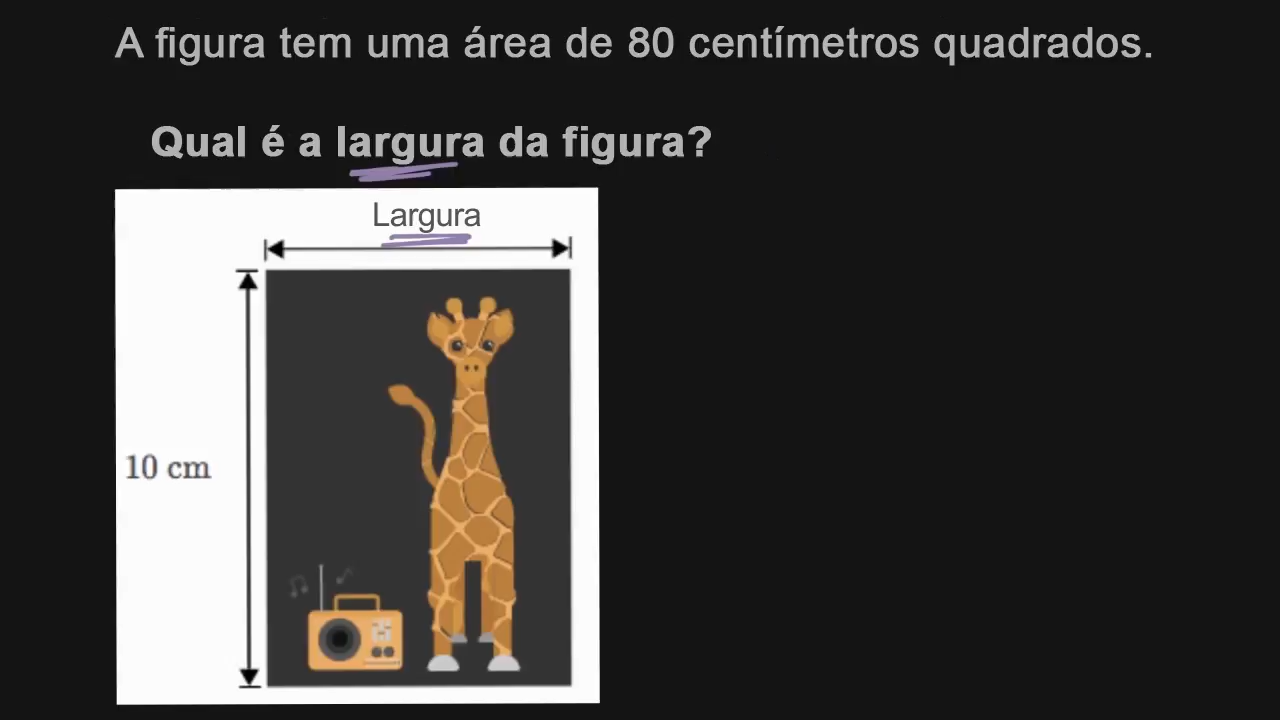 A figura tem uma área de 80 centímetros quadrados.
Qual é a largura da figura?
Largura
10 cm